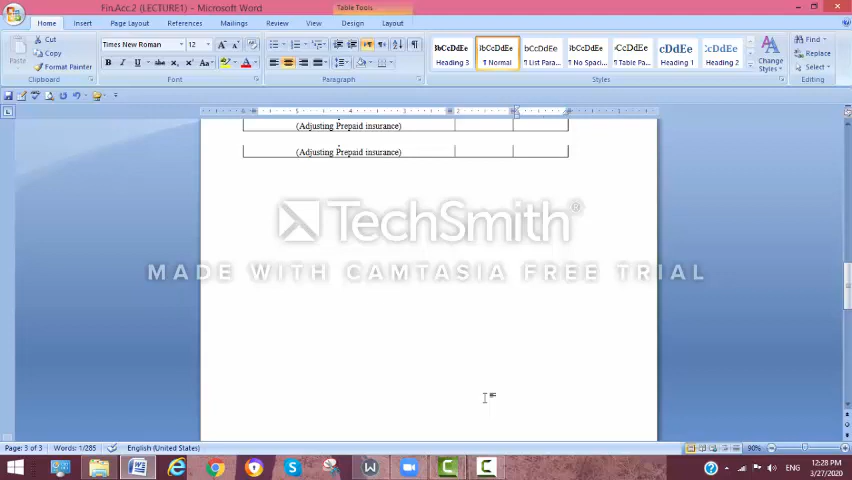 Fin.Acc.2 (LECTURE1) - Microsoft Word
Table Tools
Home Insert Page Layout References Mailings Review View Design Layout
Cut
Copy
Format Painter
Paste
Clipboard
Times New Roman 12
Font
Paragraph
AaBbCcDdEe AaBbCcDdEe
Heading 3 ¶ Normal ¶ List Para... ¶ No Spaci... ¶ Table Pa... Heading 1 Heading 2
Change Styles
Styles
Find
Replace
Select
Editing
(Adjusting Prepaid insurance)
(Adjusting Prepaid insurance)
TechSmith®
MADE WITH CAMTASIA FREE TRIAL
Page: 3 of 3 Words: 1/285 English (United States) 90%
ENG
12:28 PM
3/27/2020